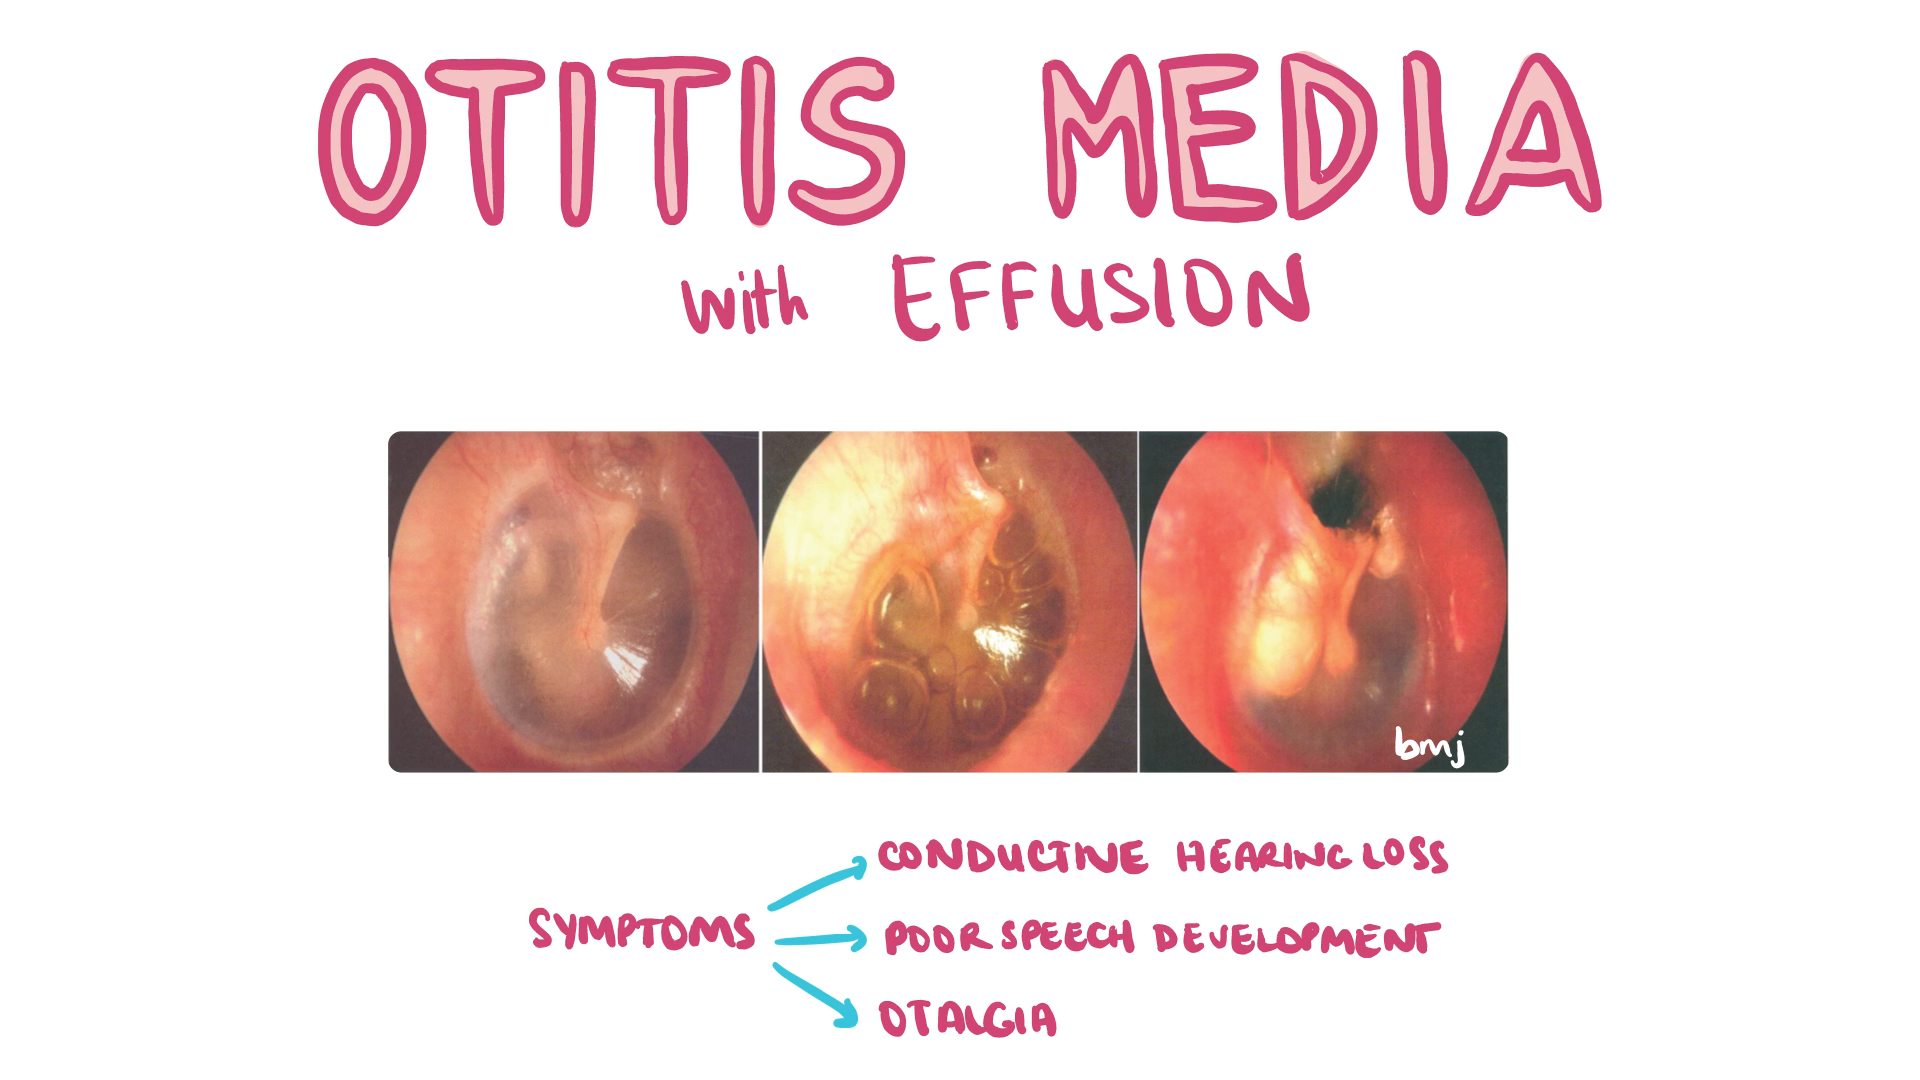 OTITIS MEDIA
with EFFUSION
bmj
CONDUCTIVE HEARING LOSS
SYMPTOMS
POOR SPEECH DEVELOPMENT
OTALGIA